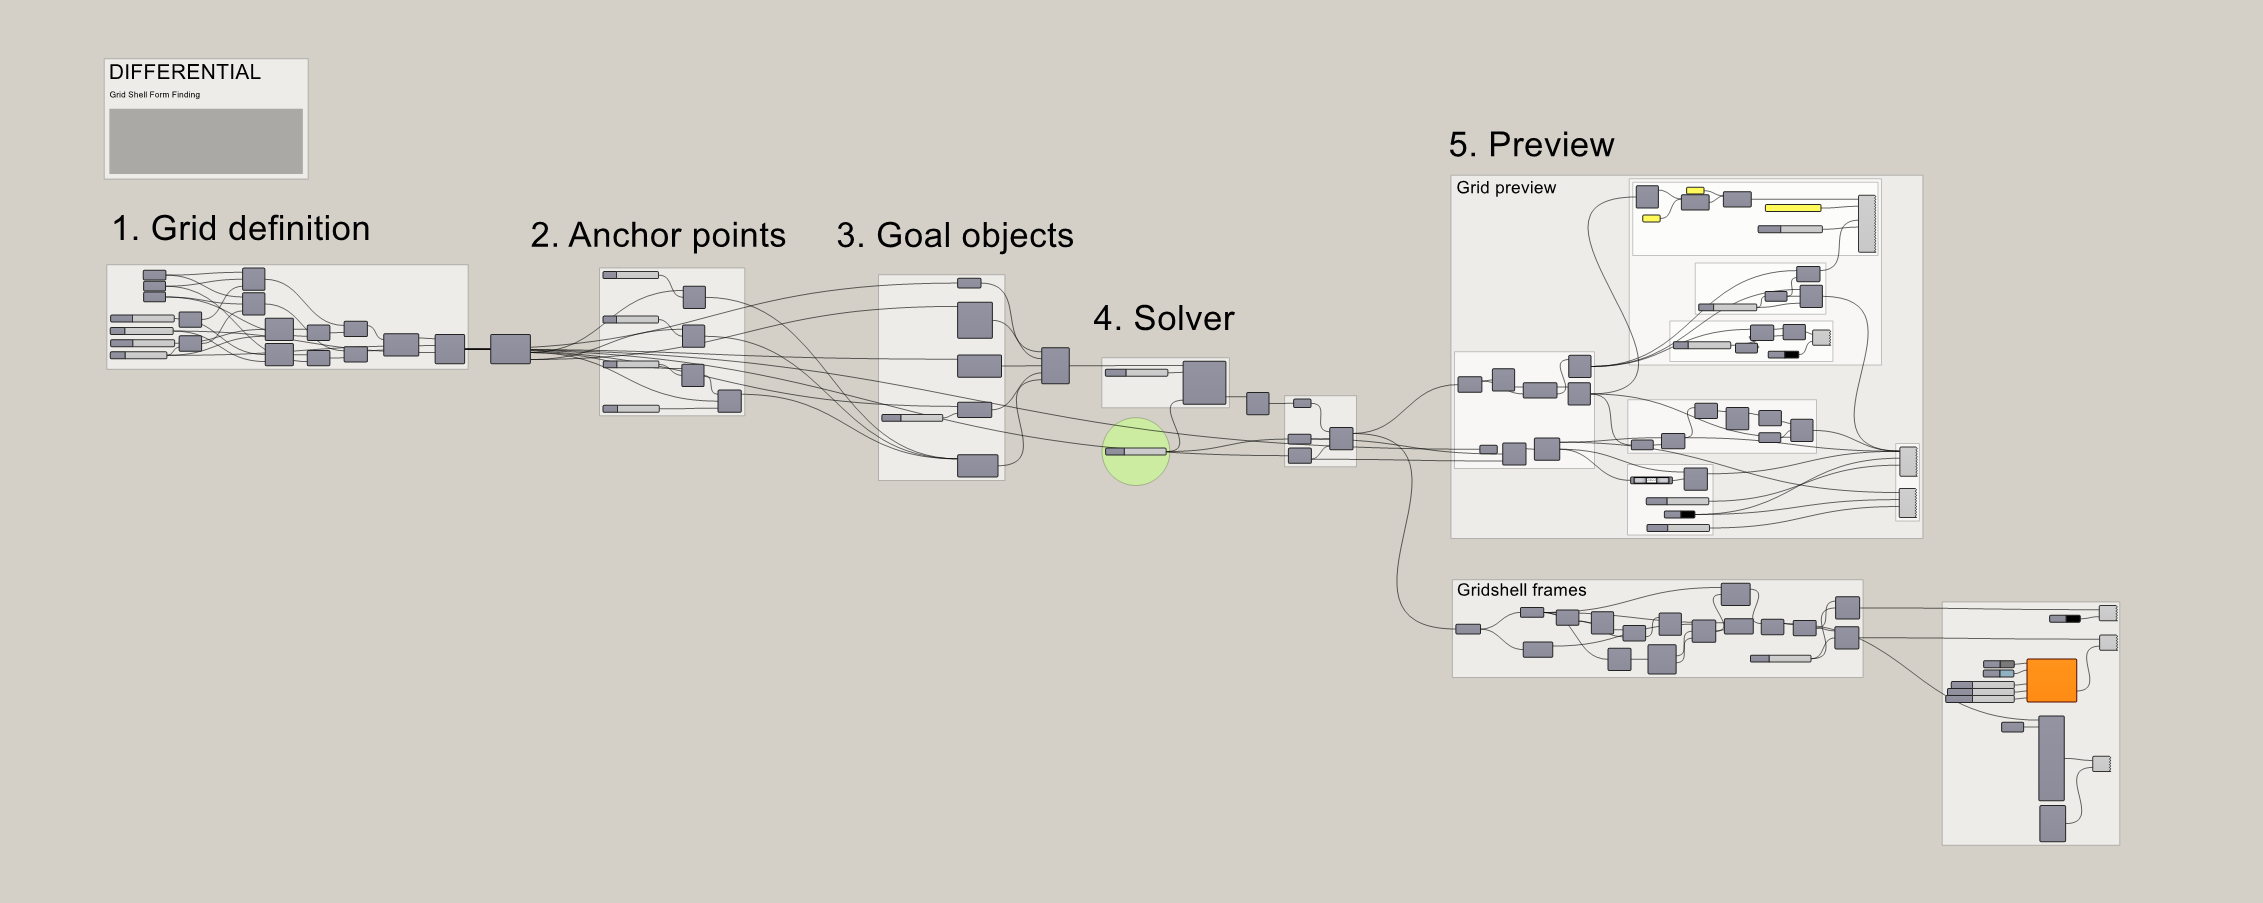 DIFFERENTIAL
Grid Shell Form Finding
1. Grid definition
2. Anchor points
3. Goal objects
4. Solver
5. Preview
Grid preview
Gridshell frames